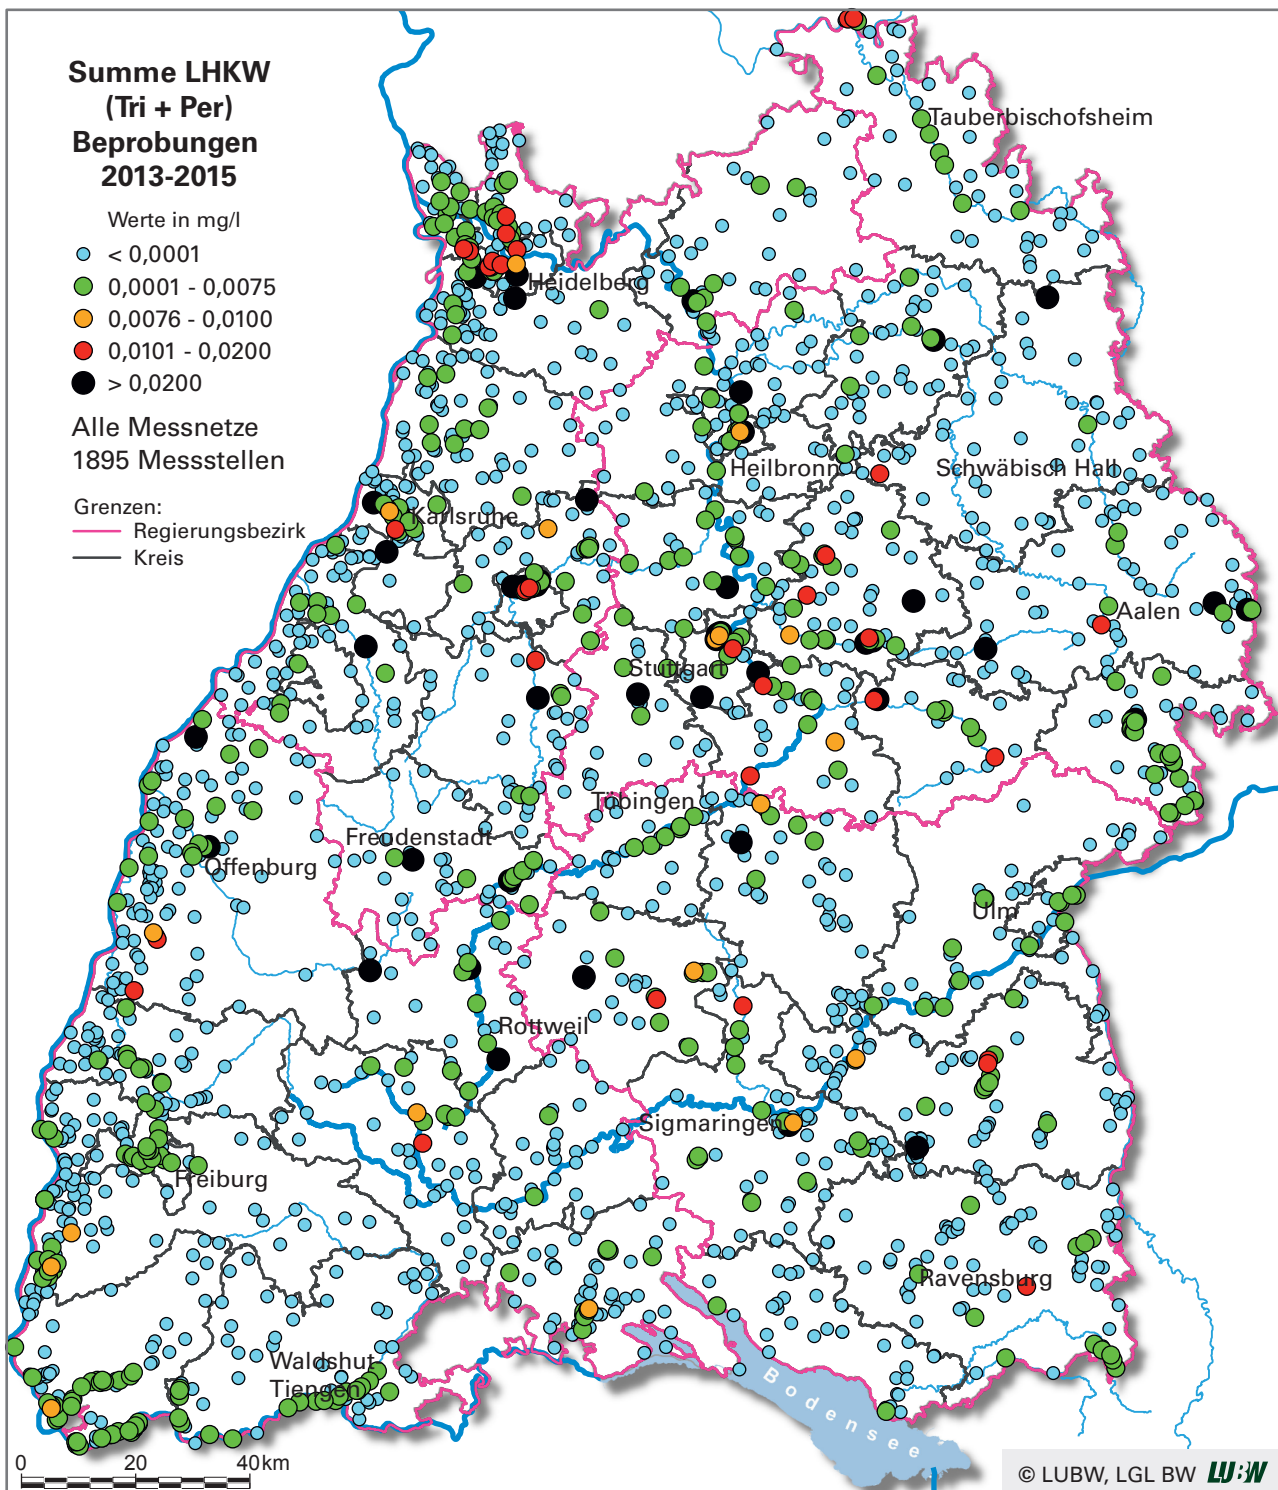 Summe LHKW
(Tri + Per)
Beprobungen
2013-2015
Werte in mg/l
< 0,0001
0,0001 - 0,0075
0,0076 - 0,0100
0,0101 - 0,0200
> 0,0200
Alle Messnetze
1895 Messstellen
Grenzen:
Regierungsbezirk
Kreis
Tauberbischofsheim
Heidelberg
Heilbronn
Schwäbisch Hall
Karlsruhe
Aalen
Stuttgart
Tübingen
Freudenstadt
Offenburg
Ulm
Rottweil
Sigmaringen
Freiburg
Ravensburg
Waldshut-
Tiengen
Bodensee
0 20 40 km
© LUBW, LGL BW LUBW